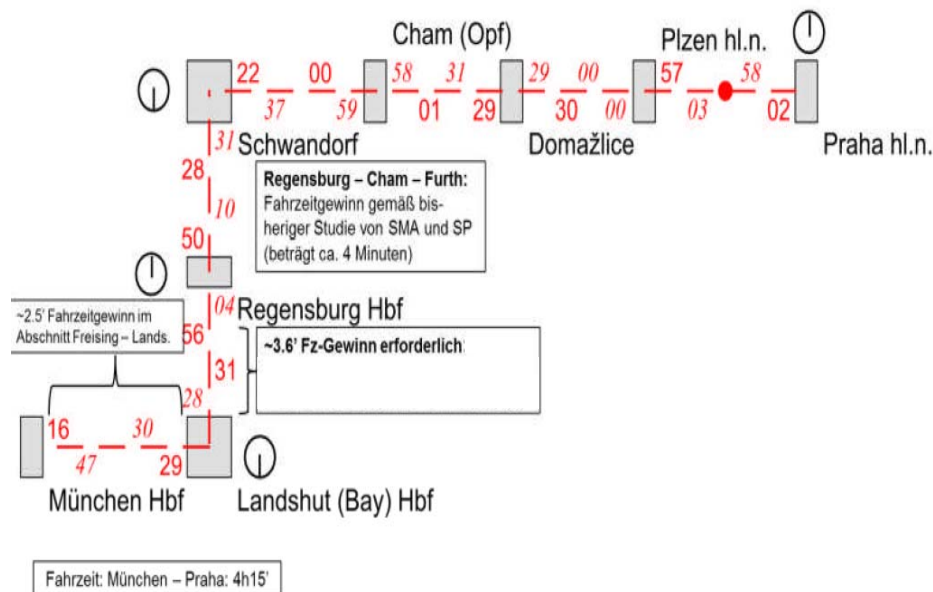 Cham (Opf)
Plzen hl.n.
22 00 58 31 29 00 57 58
37 59 01 29 30 00 03 02
31 Schwandorf
Domažlice
Praha hl.n.
28
Regensburg – Cham – Furth:
Fahrzeitgewinn gemäß bis-
heriger Studie von SMA und SP
(beträgt ca. 4 Minuten)
10
50
04 Regensburg Hbf
~2.5' Fahrzeitgewinn im
Abschnitt Freising – Lands.
56
~3.6' Fz-Gewinn erforderlich
31
28
16 30
47 29
München Hbf
Landshut (Bay) Hbf
Fahrzeit: München – Praha: 4h15'